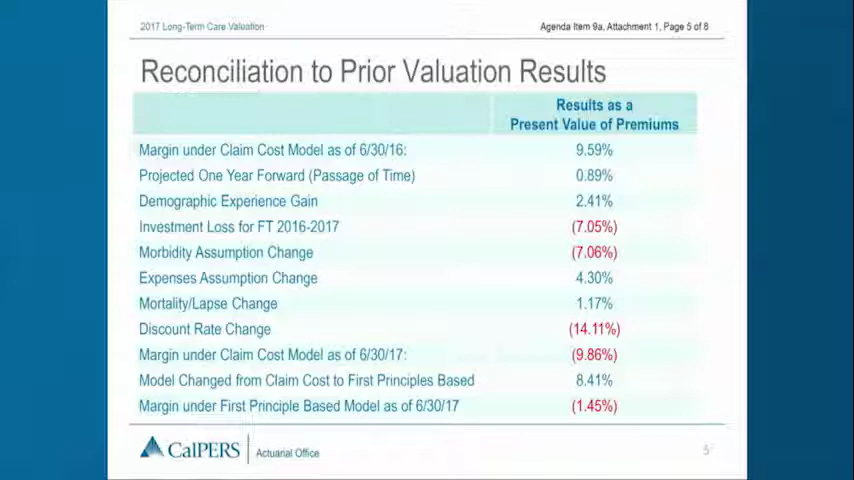 2017 Long-Term Care Valuation
Agenda Item 9a, Attachment 1, Page 5 of 8
Reconciliation to Prior Valuation Results
Results as a
Present Value of Premiums
Margin under Claim Cost Model as of 6/30/16: 9.59%
Projected One Year Forward (Passage of Time) 0.89%
Demographic Experience Gain 2.41%
Investment Loss for FT 2016-2017 (7.05%)
Morbidity Assumption Change (7.06%)
Expenses Assumption Change 4.30%
Mortality/Lapse Change 1.17%
Discount Rate Change (14.11%)
Margin under Claim Cost Model as of 6/30/17: (9.86%)
Model Changed from Claim Cost to First Principles Based 8.41%
Margin under First Principle Based Model as of 6/30/17 (1.45%)
CalPERS Actuarial Office
5